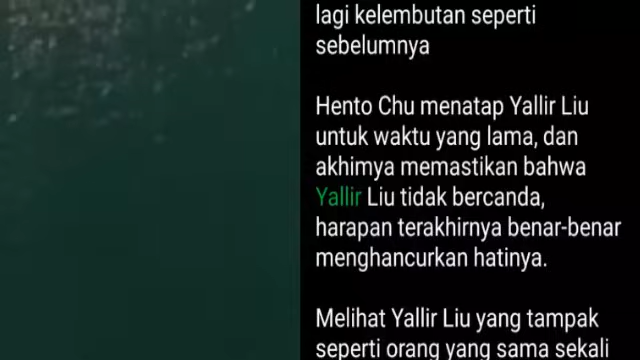 lagi kelembutan seperti
sebelumnya
Hento Chu menatap Yallir Liu
untuk waktu yang lama, dan
akhirnya memastikan bahwa
Yallir Liu tidak bercanda,
harapan terakhirnya benar-benar
menghancurkan hatinya.
Melihat Yallir Liu yang tampak
seperti orang yang sama sekali